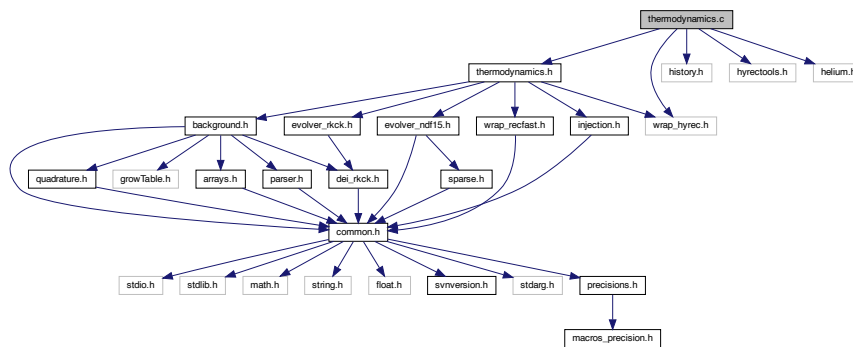 thermodynamics.c
thermodynamics.h
history.h
hyrectools.h
helium.h
background.h
evolver_rkck.h
evolver_ndf15.h
wrap_recfast.h
injection.h
wrap_hyrec.h
quadrature.h
growTable.h
arrays.h
parser.h
dei_rkck.h
sparse.h
common.h
stdio.h
stdlib.h
math.h
string.h
float.h
svnversion.h
stdarg.h
precisions.h
macros_precision.h